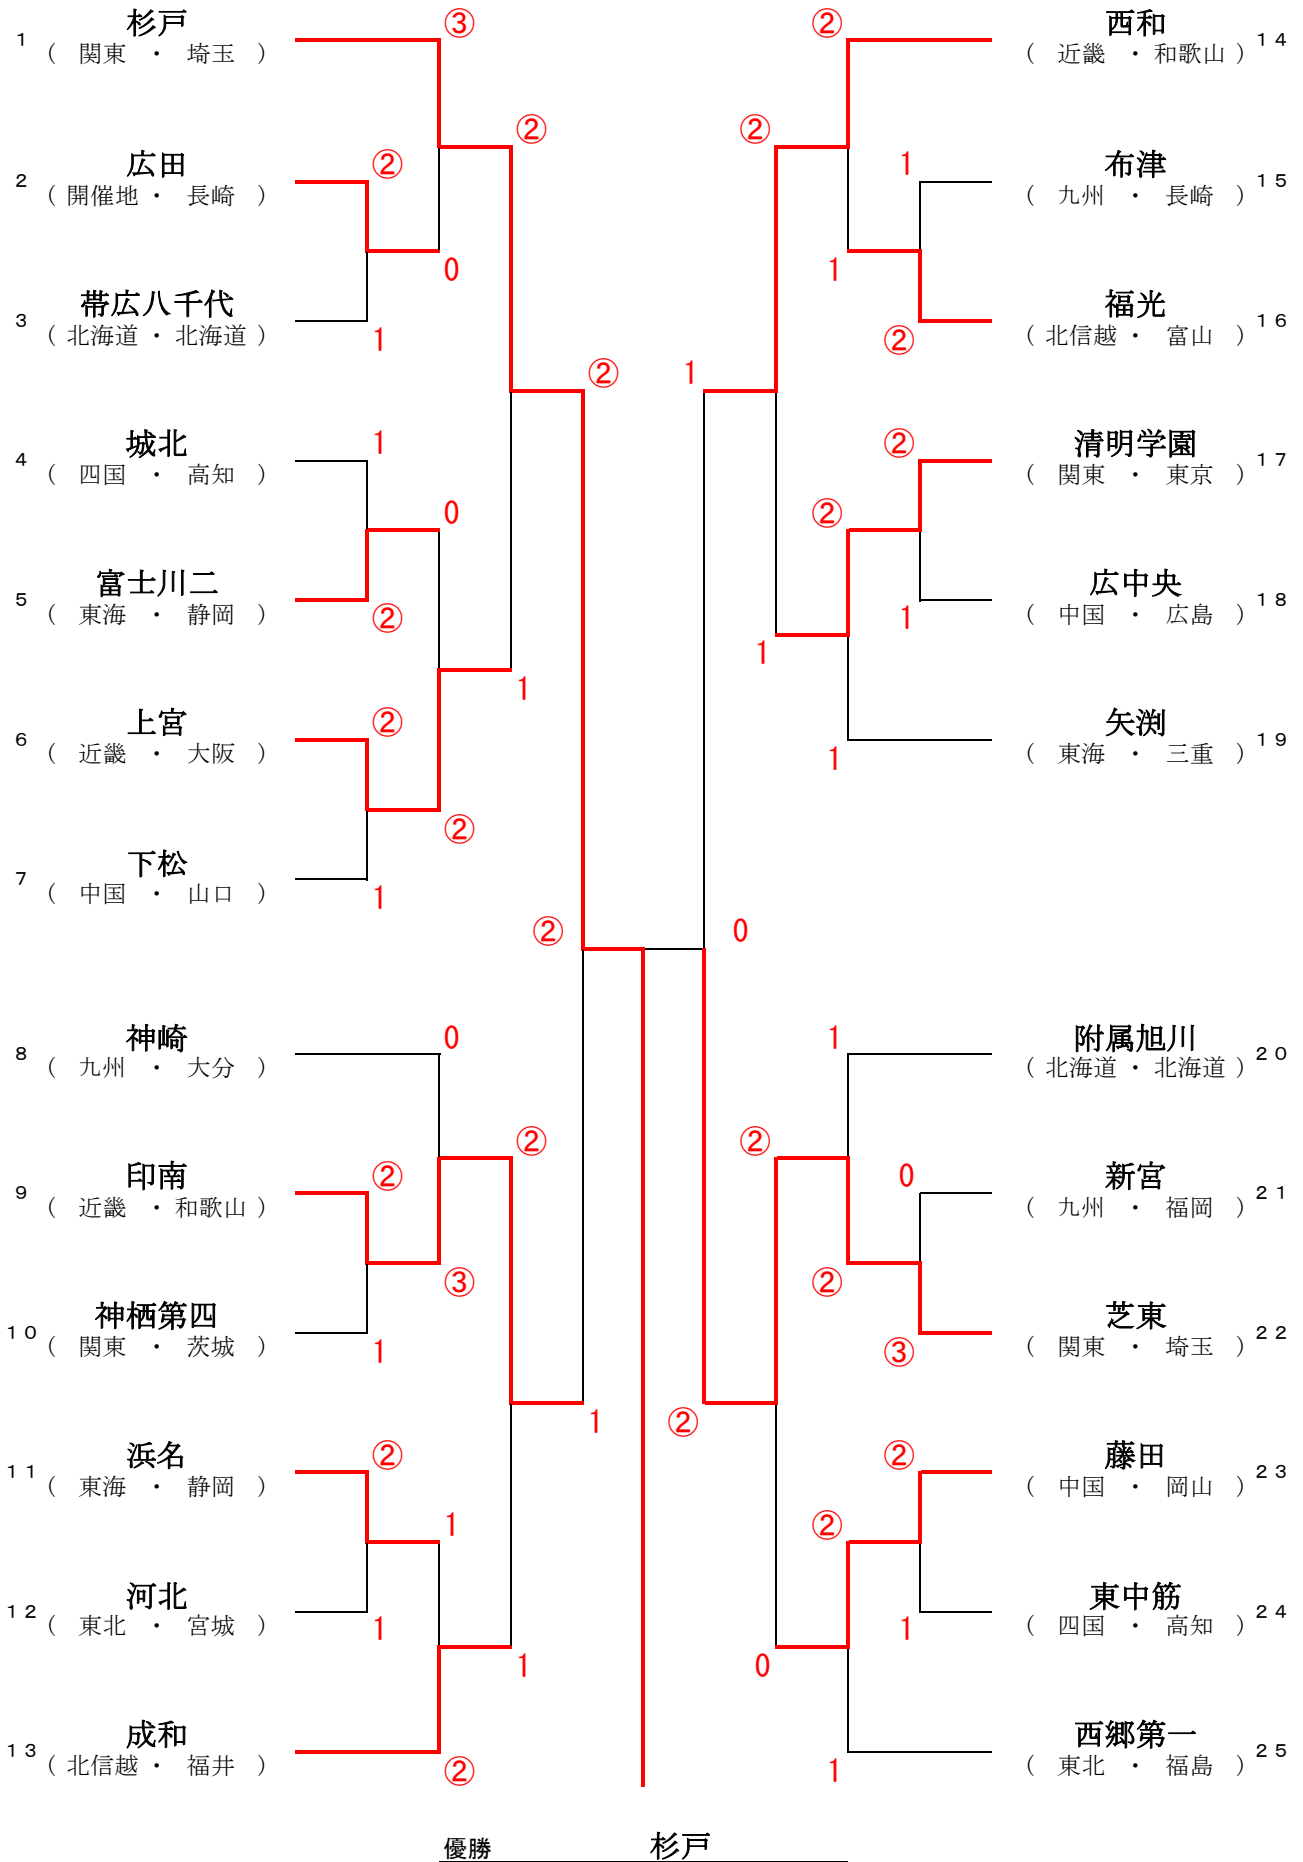 杉戸
1 ( 関東 ・ 埼玉 )
③
広田
2 ( 開催地 ・ 長崎 )
②
帯広八千代
3 ( 北海道 ・ 北海道 )
1
0
②
城北
4 ( 四国 ・ 高知 )
1
富士川二
5 ( 東海 ・ 静岡 )
②
0
上宮
6 ( 近畿 ・ 大阪 )
②
下松
7 ( 中国 ・ 山口 )
1
②
1
②
神崎
8 ( 九州 ・ 大分 )
0
印南
9 ( 近畿 ・ 和歌山 )
②
神栖第四
10 ( 関東 ・ 茨城 )
1
③
②
浜名
11 ( 東海 ・ 静岡 )
②
河北
12 ( 東北 ・ 宮城 )
1
1
成和
13 ( 北信越 ・ 福井 )
②
1
1
②
西和
( 近畿 ・ 和歌山 ) 14
②
布津
( 九州 ・ 長崎 ) 15
1
福光
( 北信越 ・ 富山 ) 16
②
1
②
清明学園
( 関東 ・ 東京 ) 17
②
広中央
( 中国 ・ 広島 ) 18
1
②
矢渕
( 東海 ・ 三重 ) 19
1
1
1
附属旭川
( 北海道 ・ 北海道 ) 20
1
新宮
( 九州 ・ 福岡 ) 21
0
芝東
( 関東 ・ 埼玉 ) 22
③
②
②
藤田
( 中国 ・ 岡山 ) 23
②
東中筋
( 四国 ・ 高知 ) 24
1
②
西郷第一
( 東北 ・ 福島 ) 25
1
0
②
0
優勝 杉戸